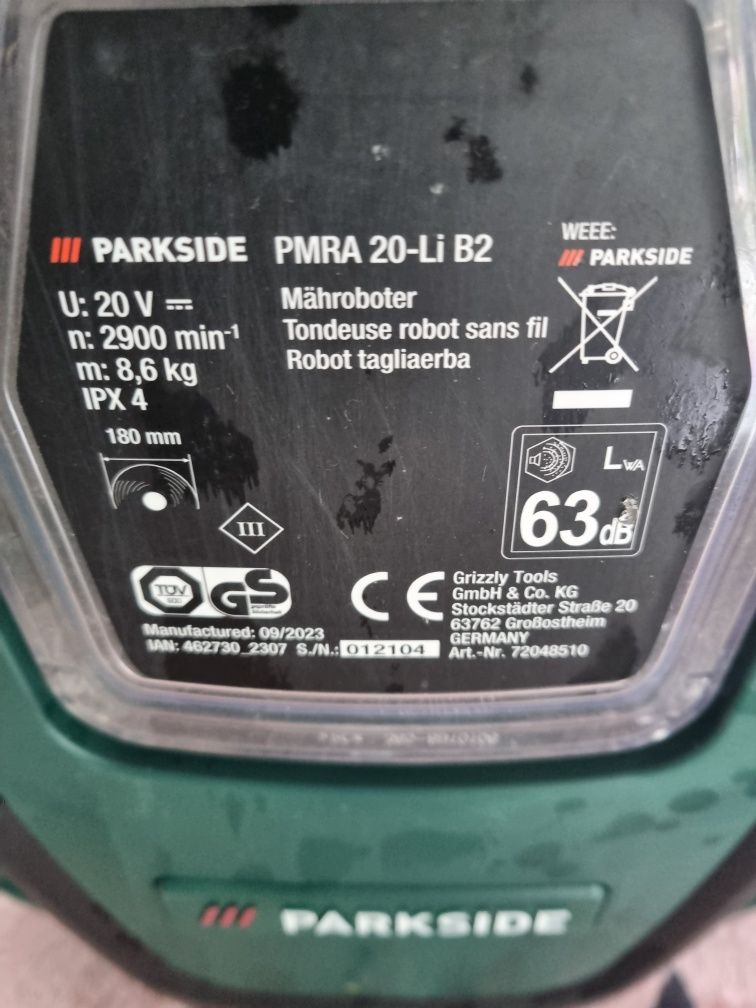 PARKSIDE PMRA 20-Li B2
U: 20 V
n: 2900 min⁻¹
m: 8,6 kg
IPX 4
180 mm
Mähroboter
Tondeuse robot sans fil
Robot tagliaerba
WEEE:
PARKSIDE
LWA
63dB
III
TÜV
GS
geprüfte
Sicherheit
CE
Manufactured: 09/2023
IAN: 462730_2307 S./N.: 012104
Grizzly Tools
GmbH & Co. KG
Stockstädter Straße 20
63762 Großostheim
GERMANY
Art.-Nr. 72048510
PARKSIDE